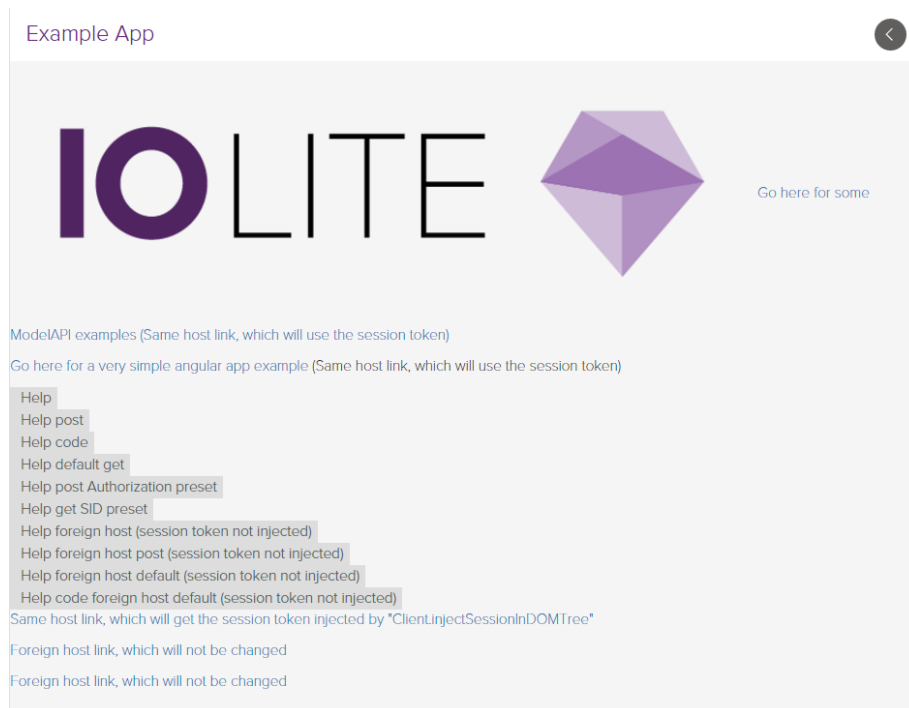 Example App
IOLITE
Go here for some
ModelAPI examples (Same host link, which will use the session token)
Go here for a very simple angular app example (Same host link, which will use the session token)
Help
Help post
Help code
Help default get
Help post Authorization preset
Help get SID preset
Help foreign host (session token not injected)
Help foreign host post (session token not injected)
Help foreign host default (session token not injected)
Help code foreign host default (session token not injected)
Same host link, which will get the session token injected by "Client.injectSessionInDOMTree"
Foreign host link, which will not be changed
Foreign host link, which will not be changed